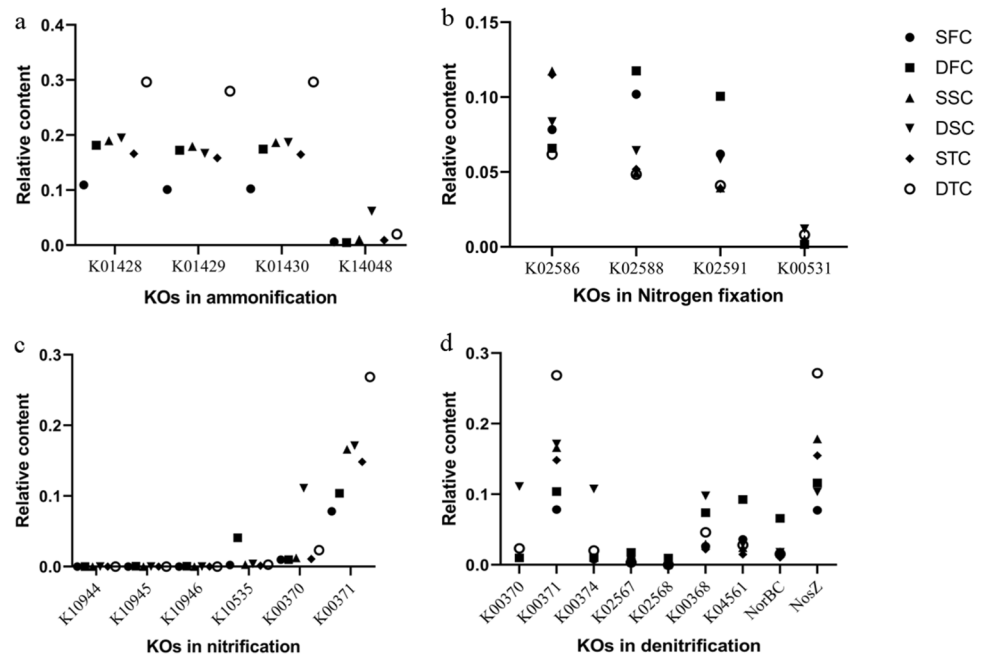 a
0.4
0.3
0.2
0.1
0.0
Relative content
K01428 K01429 K01430 K14048
KOs in ammonification
b
0.15
0.10
0.05
0.00
Relative content
K02586 K02588 K02591 K00531
KOs in Nitrogen fixation
SFC
DFC
SSC
DSC
STC
DTC
c
0.3
0.2
0.1
0.0
Relative content
K10944 K10945 K10946 K10535 K00370 K00371
KOs in nitrification
d
0.3
0.2
0.1
0.0
Relative content
K00370 K00371 K00374 K02567 K02568 K00368 K04561 NorBC NosZ
KOs in denitrification